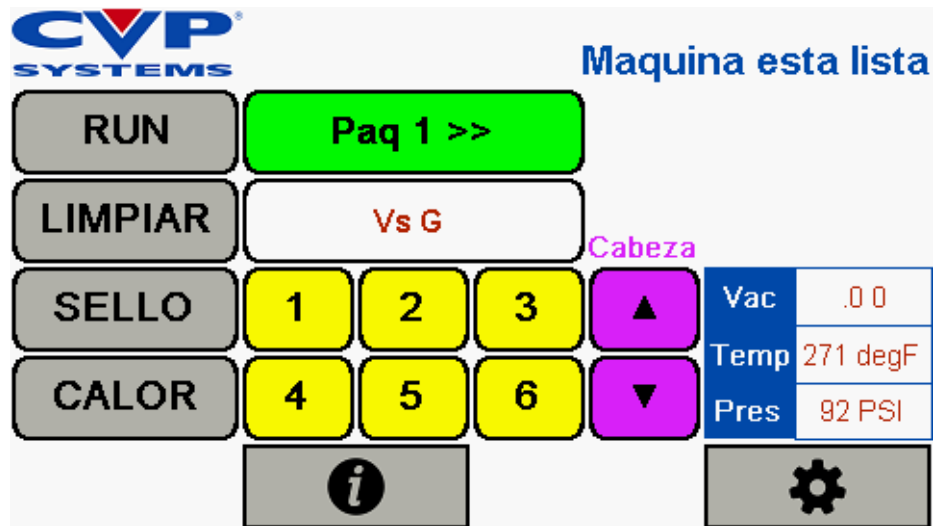 CVP
SYSTEMS
Maquina esta lista
RUN
Paq 1 >>
LIMPIAR
Vs G
Cabeza
SELLO
1 2 3 ▲
Vac .0 0
CALOR
4 5 6 ▼
Temp 271 degF
Pres 92 PSI
i